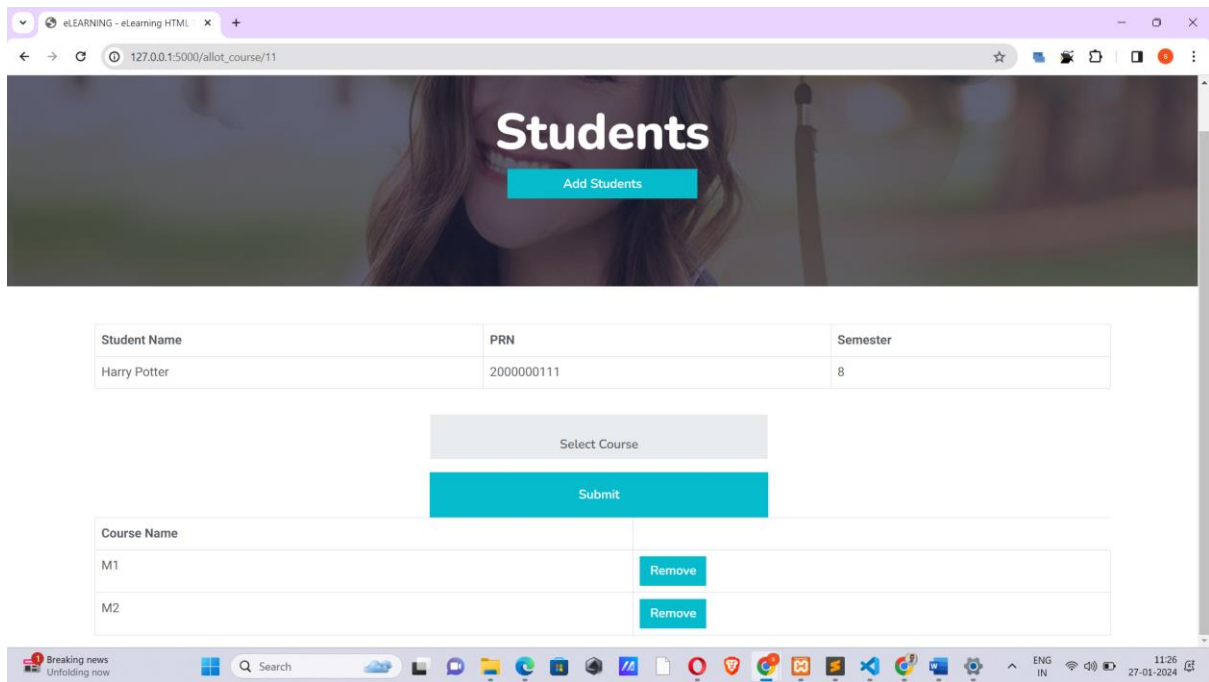 eLEARNING - eLearning HTML
127.0.0.1:5000/allot_course/11
Students
Add Students
Student Name PRN Semester
Harry Potter 2000000111 8
Select Course
Submit
Course Name
M1 Remove
M2 Remove
Breaking news
Unfolding now
Search
ENG
IN
11:26
27-01-2024